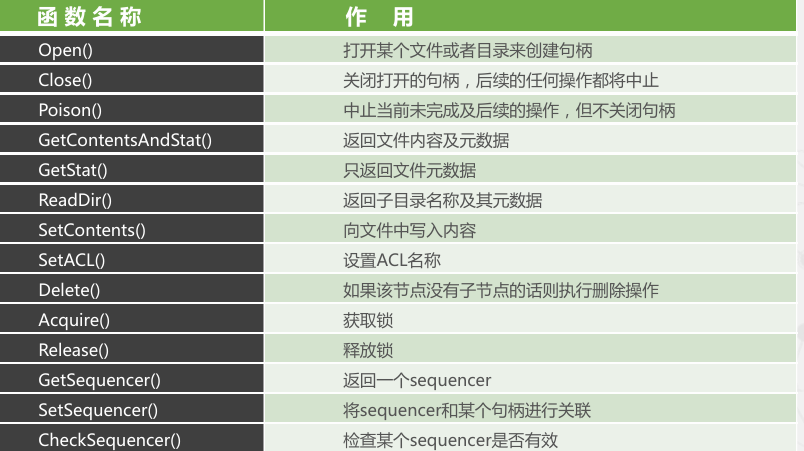 函数名称 作 用
Open() 打开某个文件或者目录来创建句柄
Close() 关闭打开的句柄，后续的任何操作都将中止
Poison() 中止当前未完成及后续的操作，但不关闭句柄
GetContentsAndStat() 返回文件内容及元数据
GetStat() 只返回文件元数据
ReadDir() 返回子目录名称及其元数据
SetContents() 向文件中写入内容
SetACL() 设置ACL名称
Delete() 如果该节点没有子节点的话则执行删除操作
Acquire() 获取锁
Release() 释放锁
GetSequencer() 返回一个sequencer
SetSequencer() 将sequencer和某个句柄进行关联
CheckSequencer() 检查某个sequencer是否有效